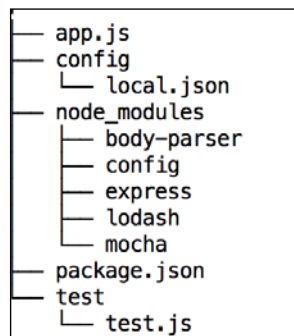 ├── app.js
├── config
│   └── local.json
├── node_modules
│   ├── body-parser
│   ├── config
│   ├── express
│   ├── lodash
│   └── mocha
├── package.json
└── test
    └── test.js